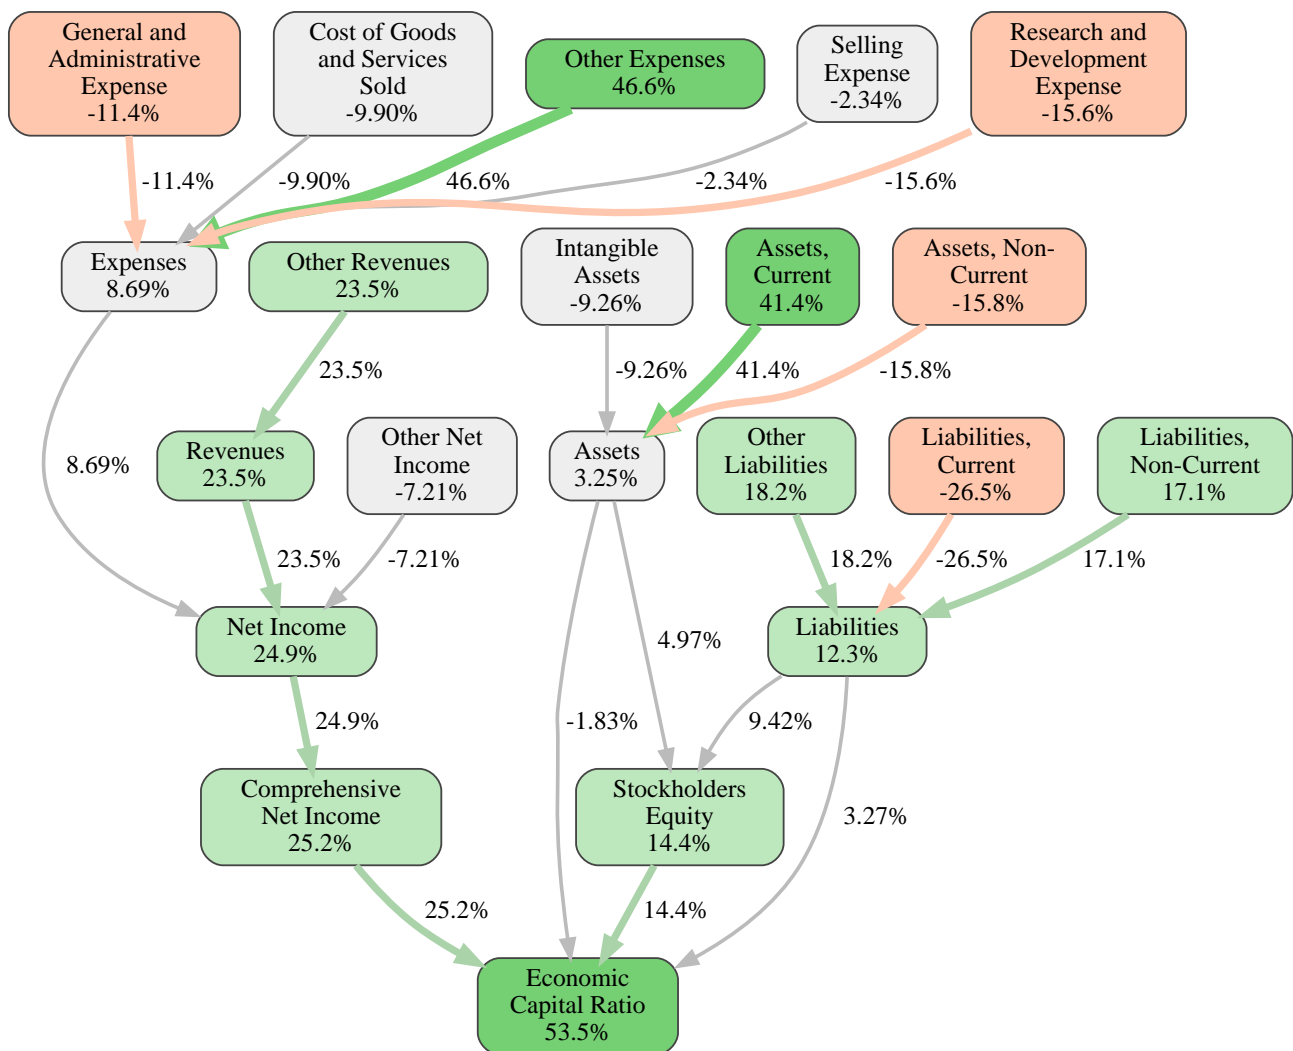 General and
Administrative
Expense
-11.4%
Cost of Goods
and Services
Sold
-9.90%
Other Expenses
46.6%
Selling
Expense
-2.34%
Research and
Development
Expense
-15.6%
-11.4%
-9.90%
46.6%
-2.34%
-15.6%
Expenses
8.69%
Other Revenues
23.5%
Intangible
Assets
-9.26%
Assets,
Current
41.4%
Assets, Non-
Current
-15.8%
23.5%
-9.26%
41.4%
-15.8%
8.69%
Revenues
23.5%
Other Net
Income
-7.21%
Assets
3.25%
Other
Liabilities
18.2%
Liabilities,
Current
-26.5%
Liabilities,
Non-Current
17.1%
23.5%
-7.21%
18.2%
-26.5%
17.1%
Net Income
24.9%
4.97%
Liabilities
12.3%
24.9%
-1.83%
9.42%
Comprehensive
Net Income
25.2%
Stockholders
Equity
14.4%
3.27%
25.2%
14.4%
Economic
Capital Ratio
53.5%